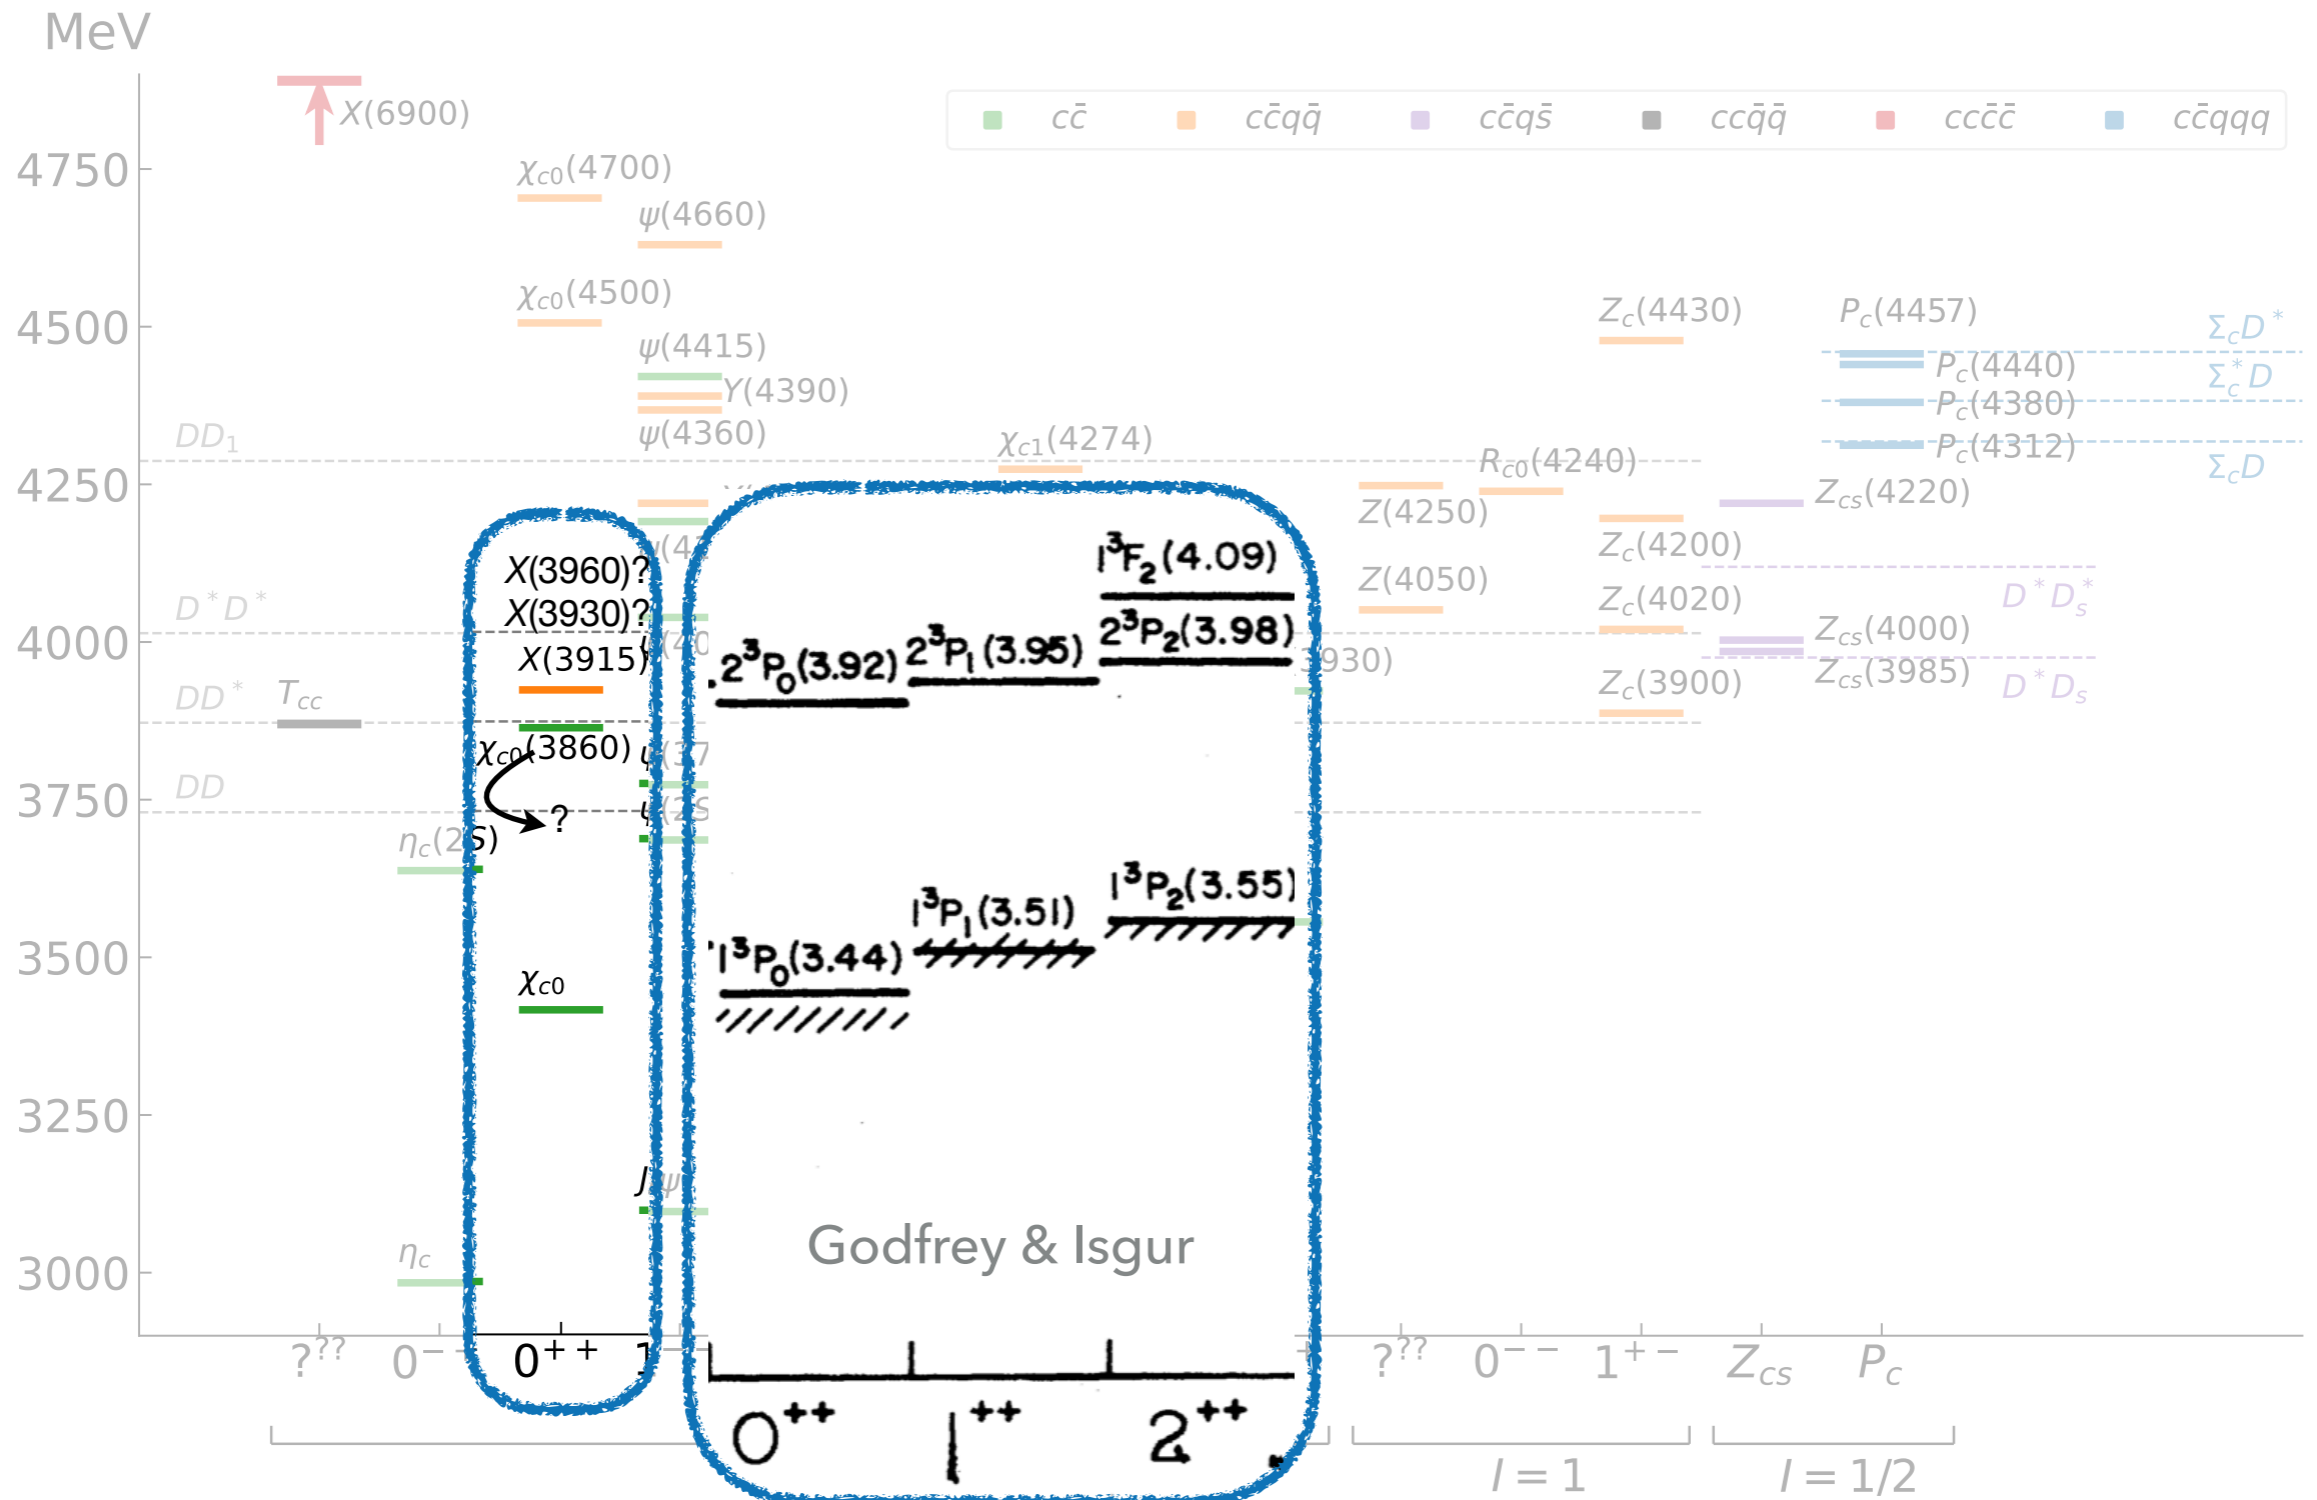 MeV
X(6900)
cc̄
cc̄qq̄
cc̄qs̄
ccq̄q̄
ccc̄c̄
cc̄qqq
4750
χc0(4700)
ψ(4660)
χc0(4500)
4500
Zc(4430)
Pc(4457)
ΣcD*
ψ(4415)
Pc(4440)
Σc*D
Y(4390)
Pc(4380)
DD1
ψ(4360)
χc1(4274)
Pc(4312)
Rc0(4240)
ΣcD
4250
Z(4250)
Zcs(4220)
Zc(4200)
1³F2(4.09)
X(3960)?
Z(4050)
D*D*
X(3930)?
Zc(4020)
D*Ds*
4000
2³P2(3.98)
Zcs(4000)
X(3915)
2³P0(3.92)
2³P1(3.95)
3930)
Zcs(3985)
DD*
Tcc
Zc(3900)
D*Ds
χc0(3860)
DD
3750
?
ηc(2S)
1³P2(3.55)
1³P1(3.51)
3500
1³P0(3.44)
χc0
3250
J/ψ
Godfrey & Isgur
ηc
3000
???
0−
0++
1−−
???
0−−
1+−
Zcs
Pc
0++
1++
2++
I = 1
I = 1/2